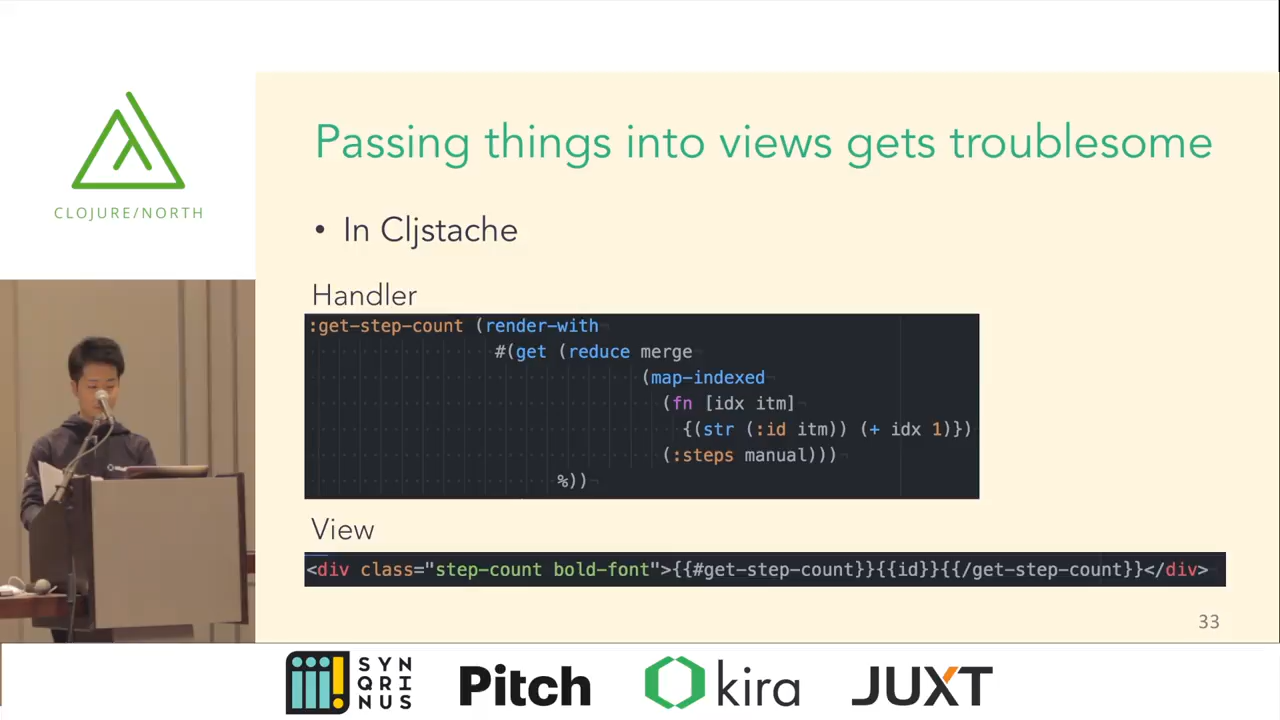 CLOJURE/NORTH
Passing things into views gets troublesome
• In Cljstache
Handler
:get-step-count (render-with
#(get (reduce merge
(map-indexed
(fn [idx itm]
{(str (:id itm)) (+ idx 1)})
(:steps manual)))
%))
View
<div class="step-count bold-font">{{#get-step-count}}{{id}}{{/get-step-count}}</div>
33
SYN
QRI
NUS
Pitch
kira
JUXT